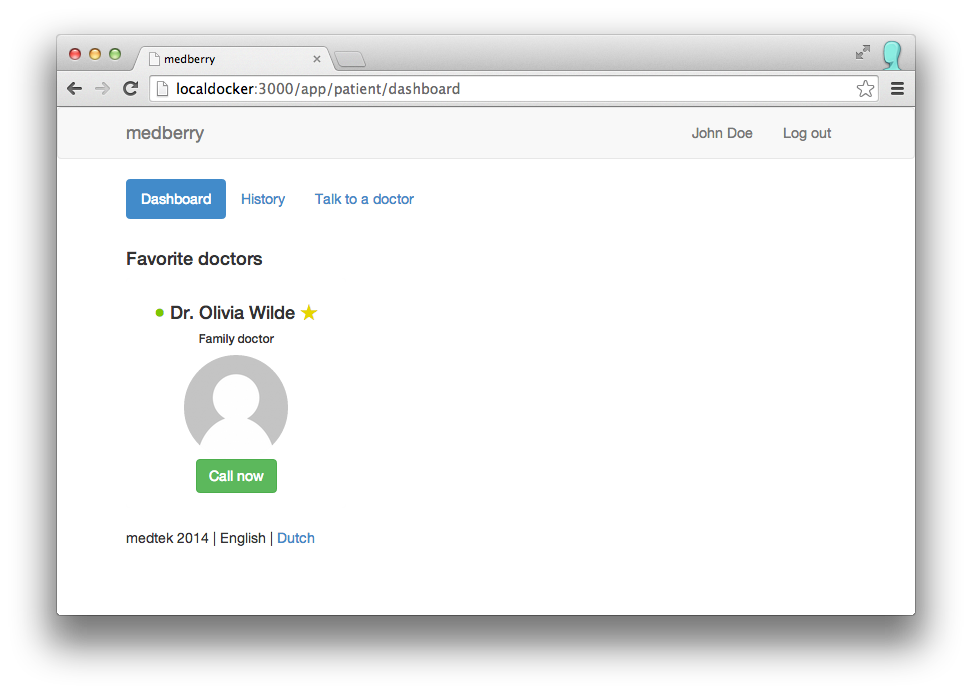 medberry
localdocker:3000/app/patient/dashboard
medberry John Doe Log out
Dashboard History Talk to a doctor
Favorite doctors
Dr. Olivia Wilde
Family doctor
Call now
medtek 2014 | English | Dutch